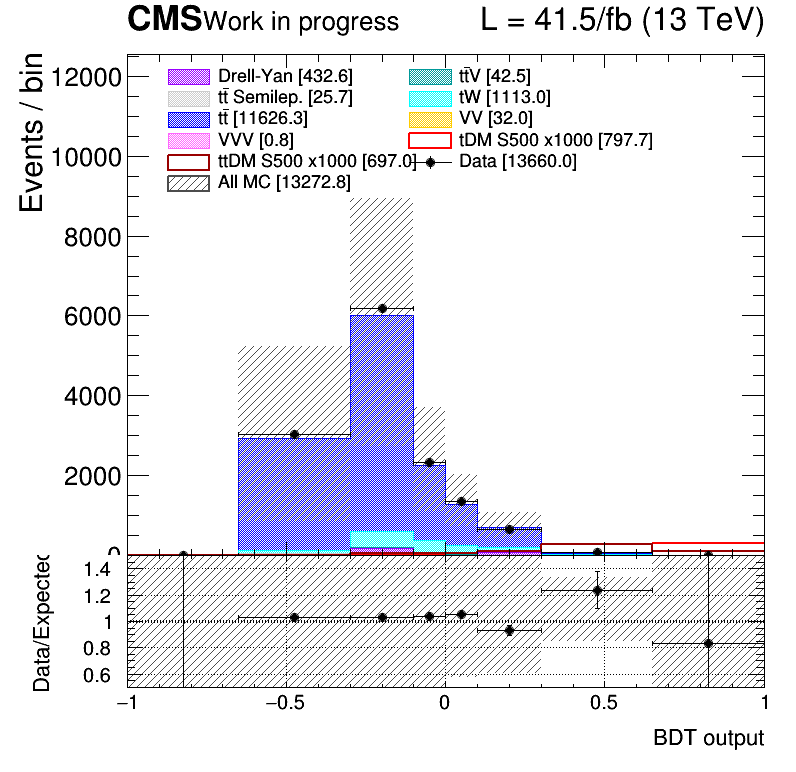 CMS Work in progress L = 41.5/fb (13 TeV)
Events / bin
12000
10000
8000
6000
4000
2000
0
Drell-Yan [432.6] tt̄V [42.5]
tt̄ Semilep. [25.7] tW [1113.0]
tt̄ [11626.3] VV [32.0]
VVV [0.8] tDM S500 x1000 [797.7]
ttDM S500 x1000 [697.0] Data [13660.0]
All MC [13272.8]
Data/Expected
1.4
1.2
1
0.8
0.6
−1 −0.5 0 0.5 1
BDT output